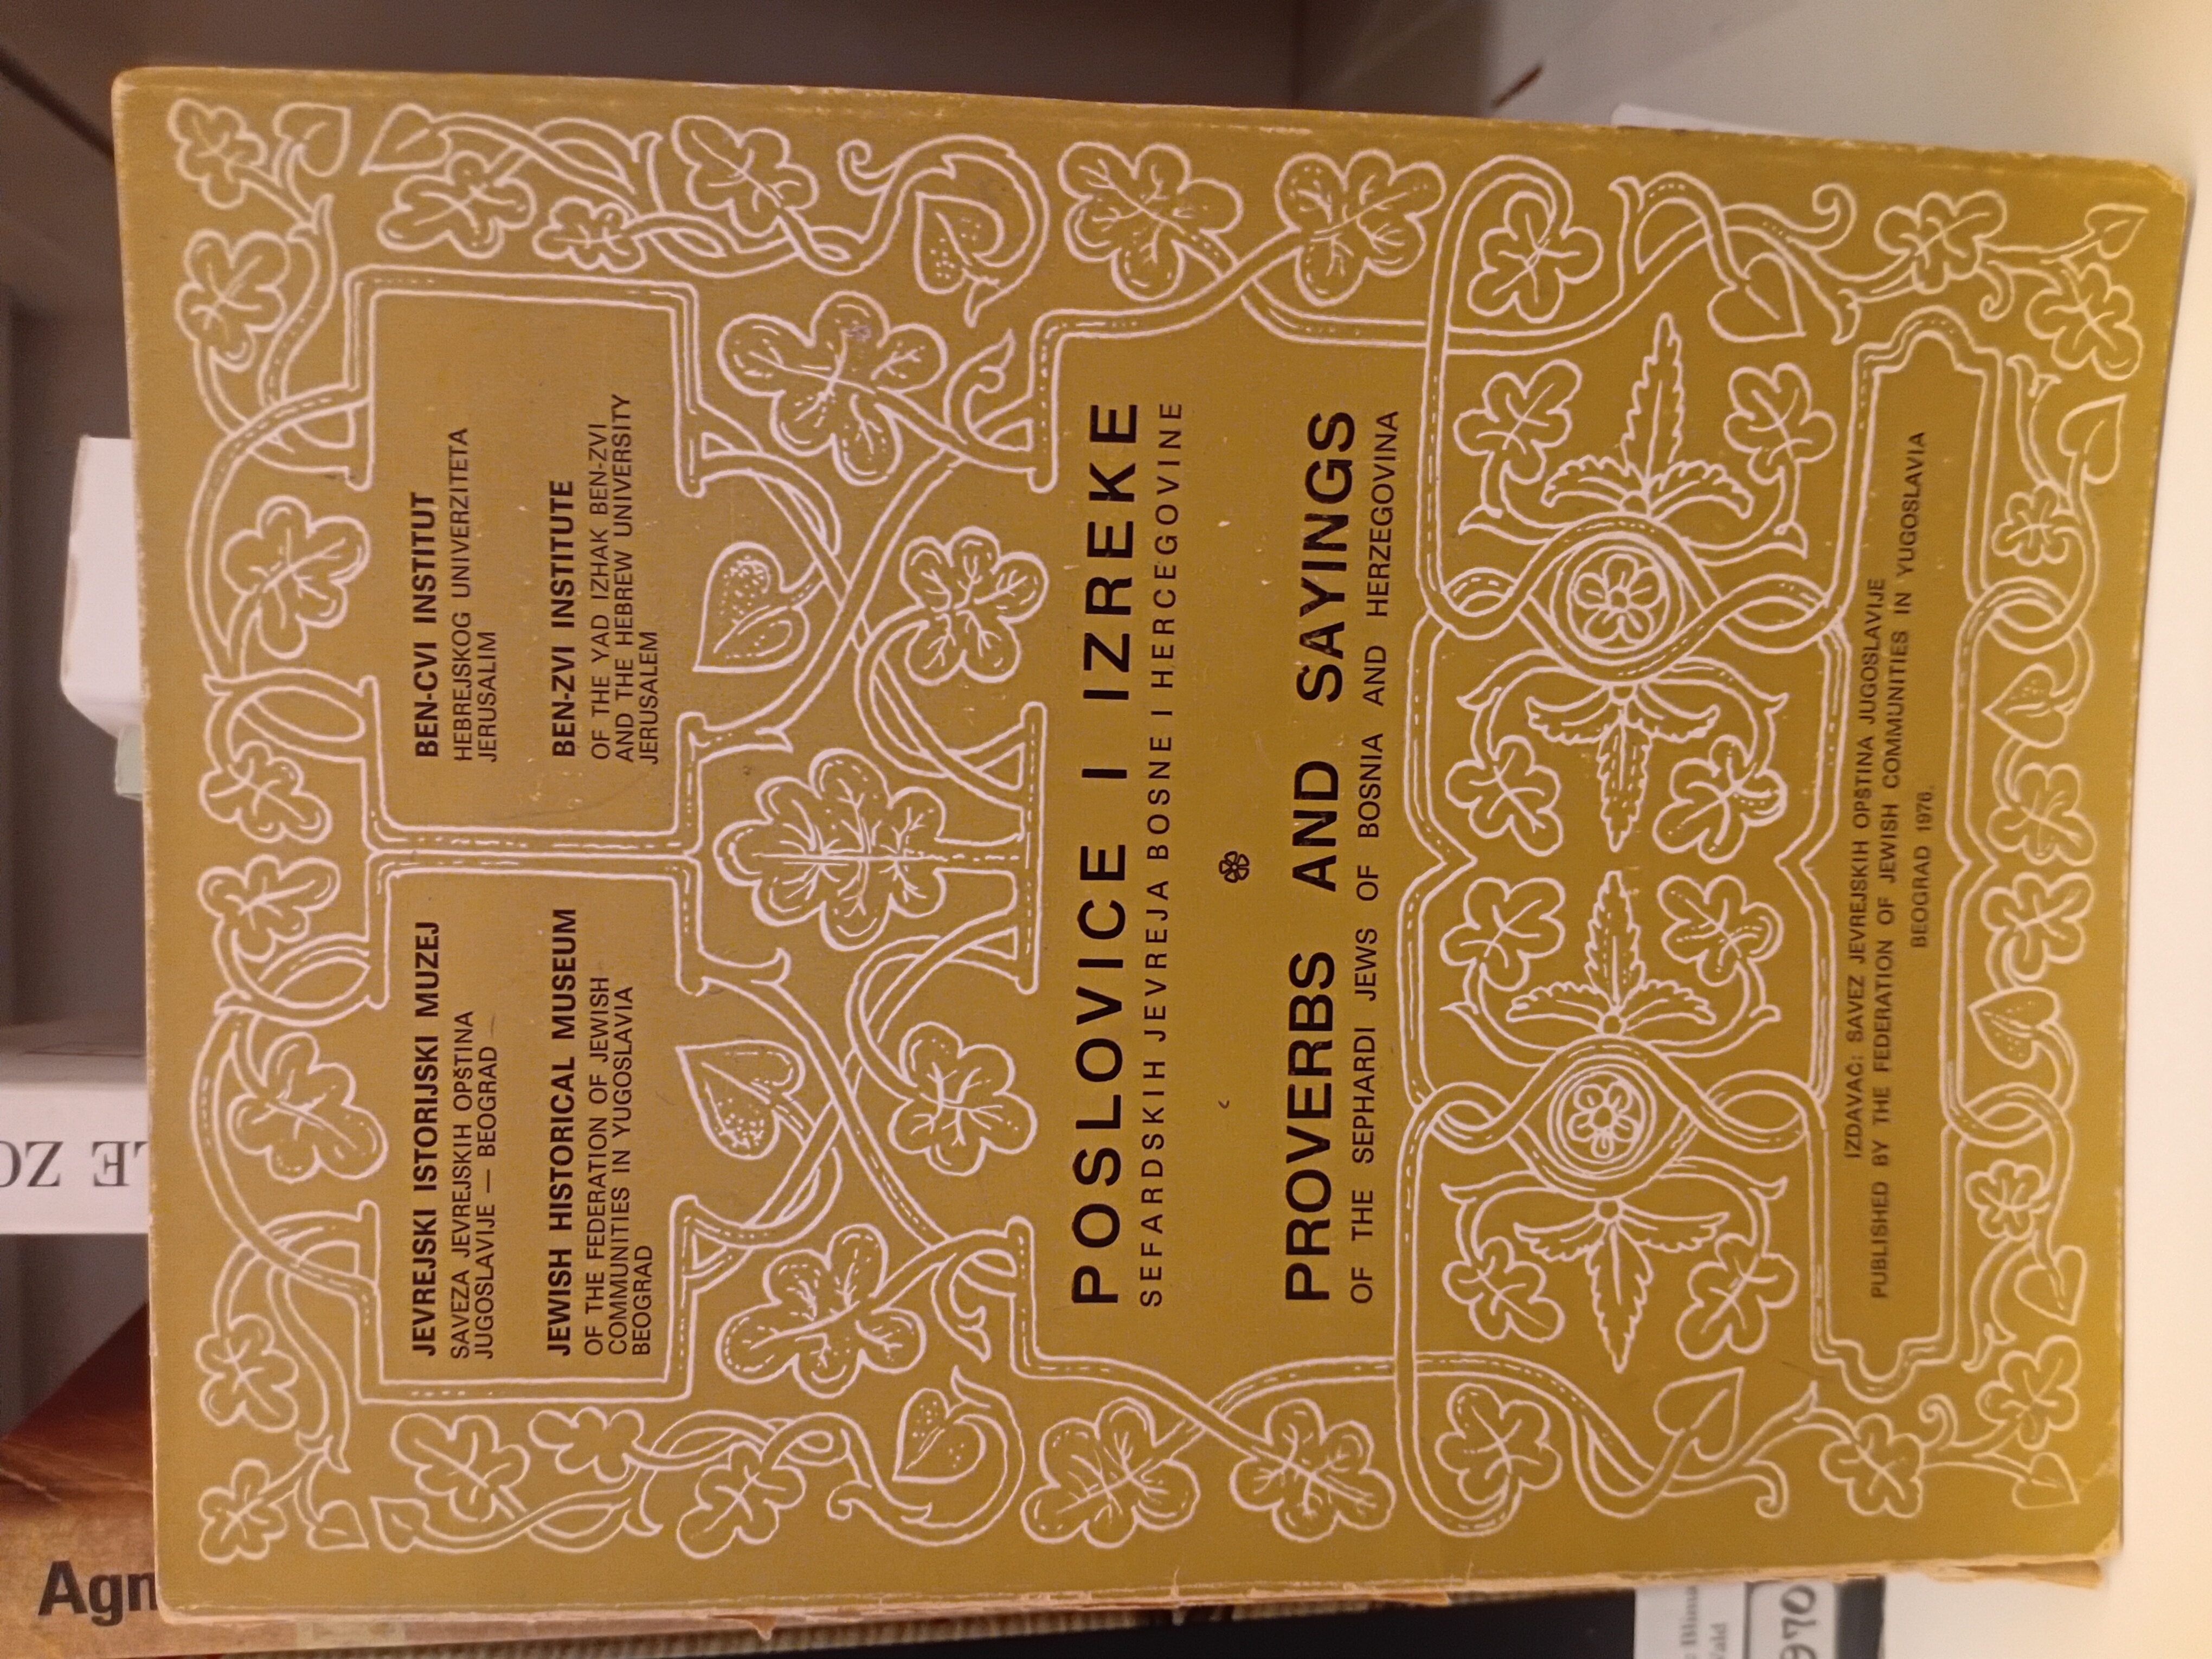 JEVREJSKI ISTORIJSKI MUZEJ
SAVEZA JEVREJSKIH OPŠTINA
JUGOSLAVIJE — BEOGRAD
JEWISH HISTORICAL MUSEUM
OF THE FEDERATION OF JEWISH
COMMUNITIES IN YUGOSLAVIA
BEOGRAD
BEN-CVI INSTITUT
HEBREJSKOG UNIVERZITETA
JERUSALIM
BEN-ZVI INSTITUTE
OF THE YAD IZHAK BEN-ZVI
AND THE HEBREW UNIVERSITY
JERUSALEM
POSLOVICE I IZREKE
SEFARDSKIH JEVREJA BOSNE I HERCEGOVINE
PROVERBS AND SAYINGS
OF THE SEPHARDI JEWS OF BOSNIA AND HERZEGOVINA
IZDAVAČ: SAVEZ JEVREJSKIH OPŠTINA JUGOSLAVIJE
PUBLISHED BY THE FEDERATION OF JEWISH COMMUNITIES IN YUGOSLAVIA
BEOGRAD 1976.
Agn
LE ZO
970